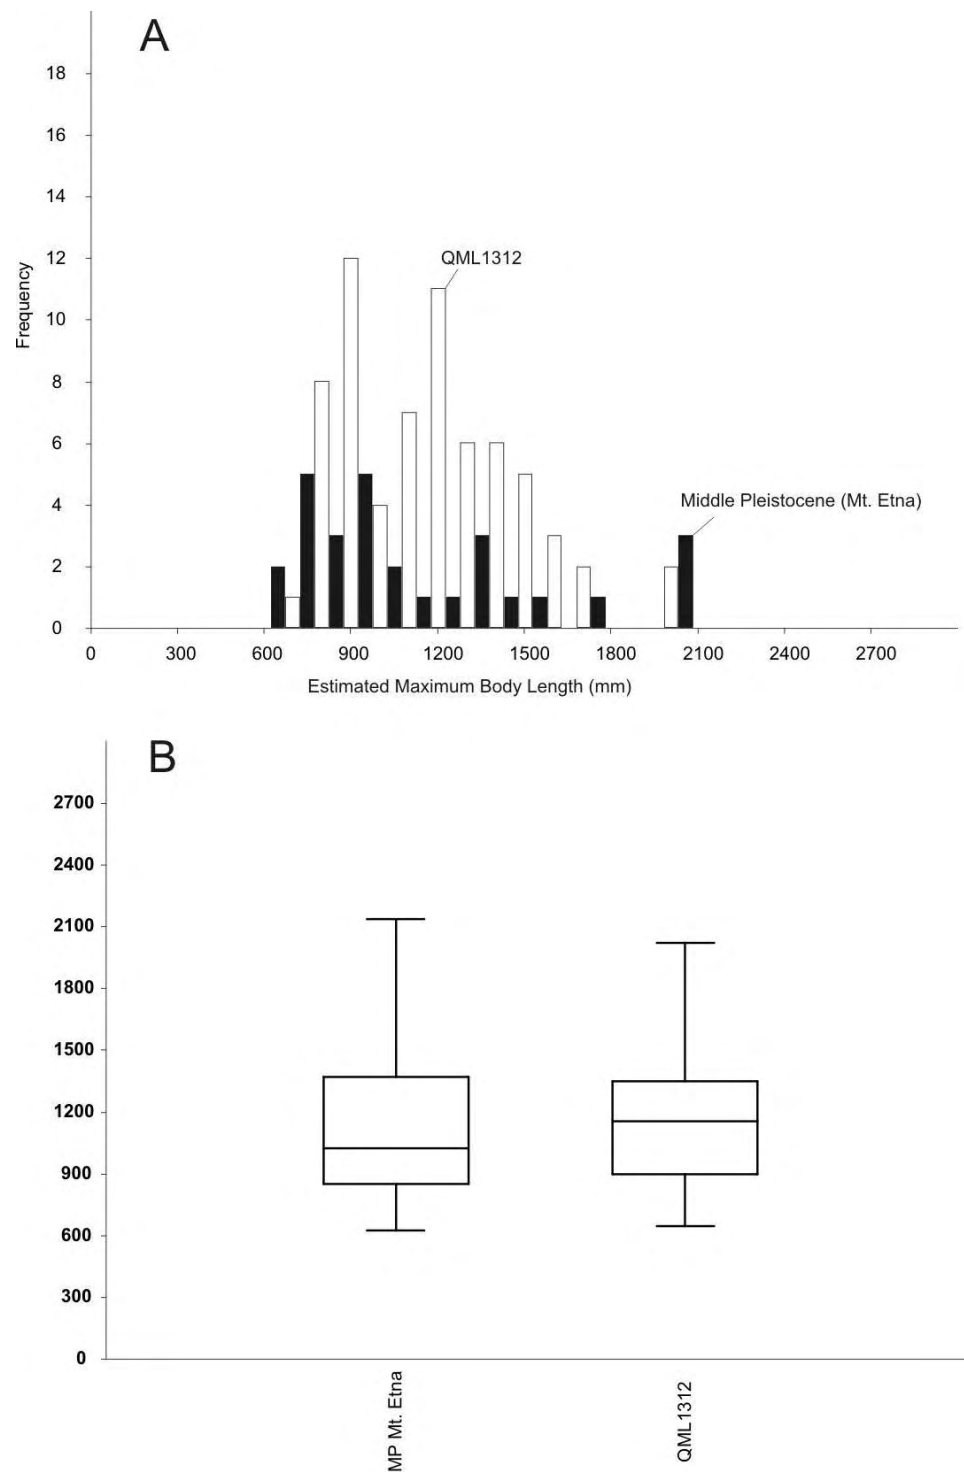 A
18
16
14
12
10
8
6
4
2
0
Frequency
QML1312
Middle Pleistocene (Mt. Etna)
0 300 600 900 1200 1500 1800 2100 2400 2700
Estimated Maximum Body Length (mm)
B
2700
2400
2100
1800
1500
1200
900
600
300
0
MP Mt. Etna
QML1312